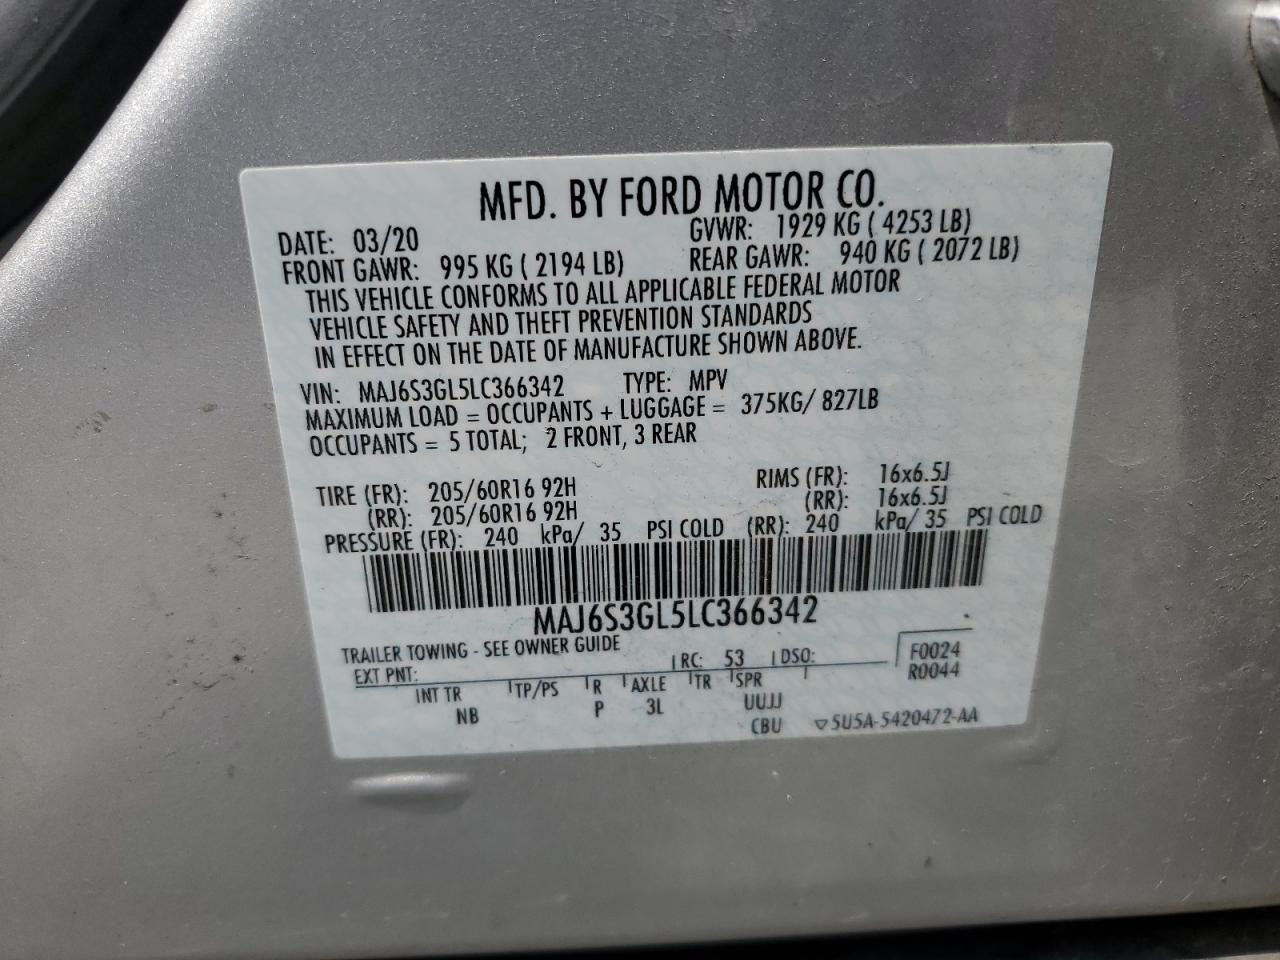 MFD. BY FORD MOTOR CO.
DATE: 03/20 GVWR: 1929 KG ( 4253 LB)
FRONT GAWR: 995 KG ( 2194 LB) REAR GAWR: 940 KG ( 2072 LB)
THIS VEHICLE CONFORMS TO ALL APPLICABLE FEDERAL MOTOR
VEHICLE SAFETY AND THEFT PREVENTION STANDARDS
IN EFFECT ON THE DATE OF MANUFACTURE SHOWN ABOVE.
VIN: MAJ6S3GL5LC366342 TYPE: MPV
MAXIMUM LOAD = OCCUPANTS + LUGGAGE = 375KG/ 827LB
OCCUPANTS = 5 TOTAL; 2 FRONT, 3 REAR
TIRE (FR): 205/60R16 92H RIMS (FR): 16x6.5J
(RR): 205/60R16 92H (RR): 16x6.5J
PRESSURE (FR): 240 kPa/ 35 PSI COLD (RR): 240 kPa/ 35 PSI COLD
MAJ6S3GL5LC366342
TRAILER TOWING - SEE OWNER GUIDE
EXT PNT: RC: 53 DSO: F0024
R0044
INT TR TP/PS R AXLE TR SPR
NB P 3L UUJJ
CBU ▽5U5A-5420472-AA